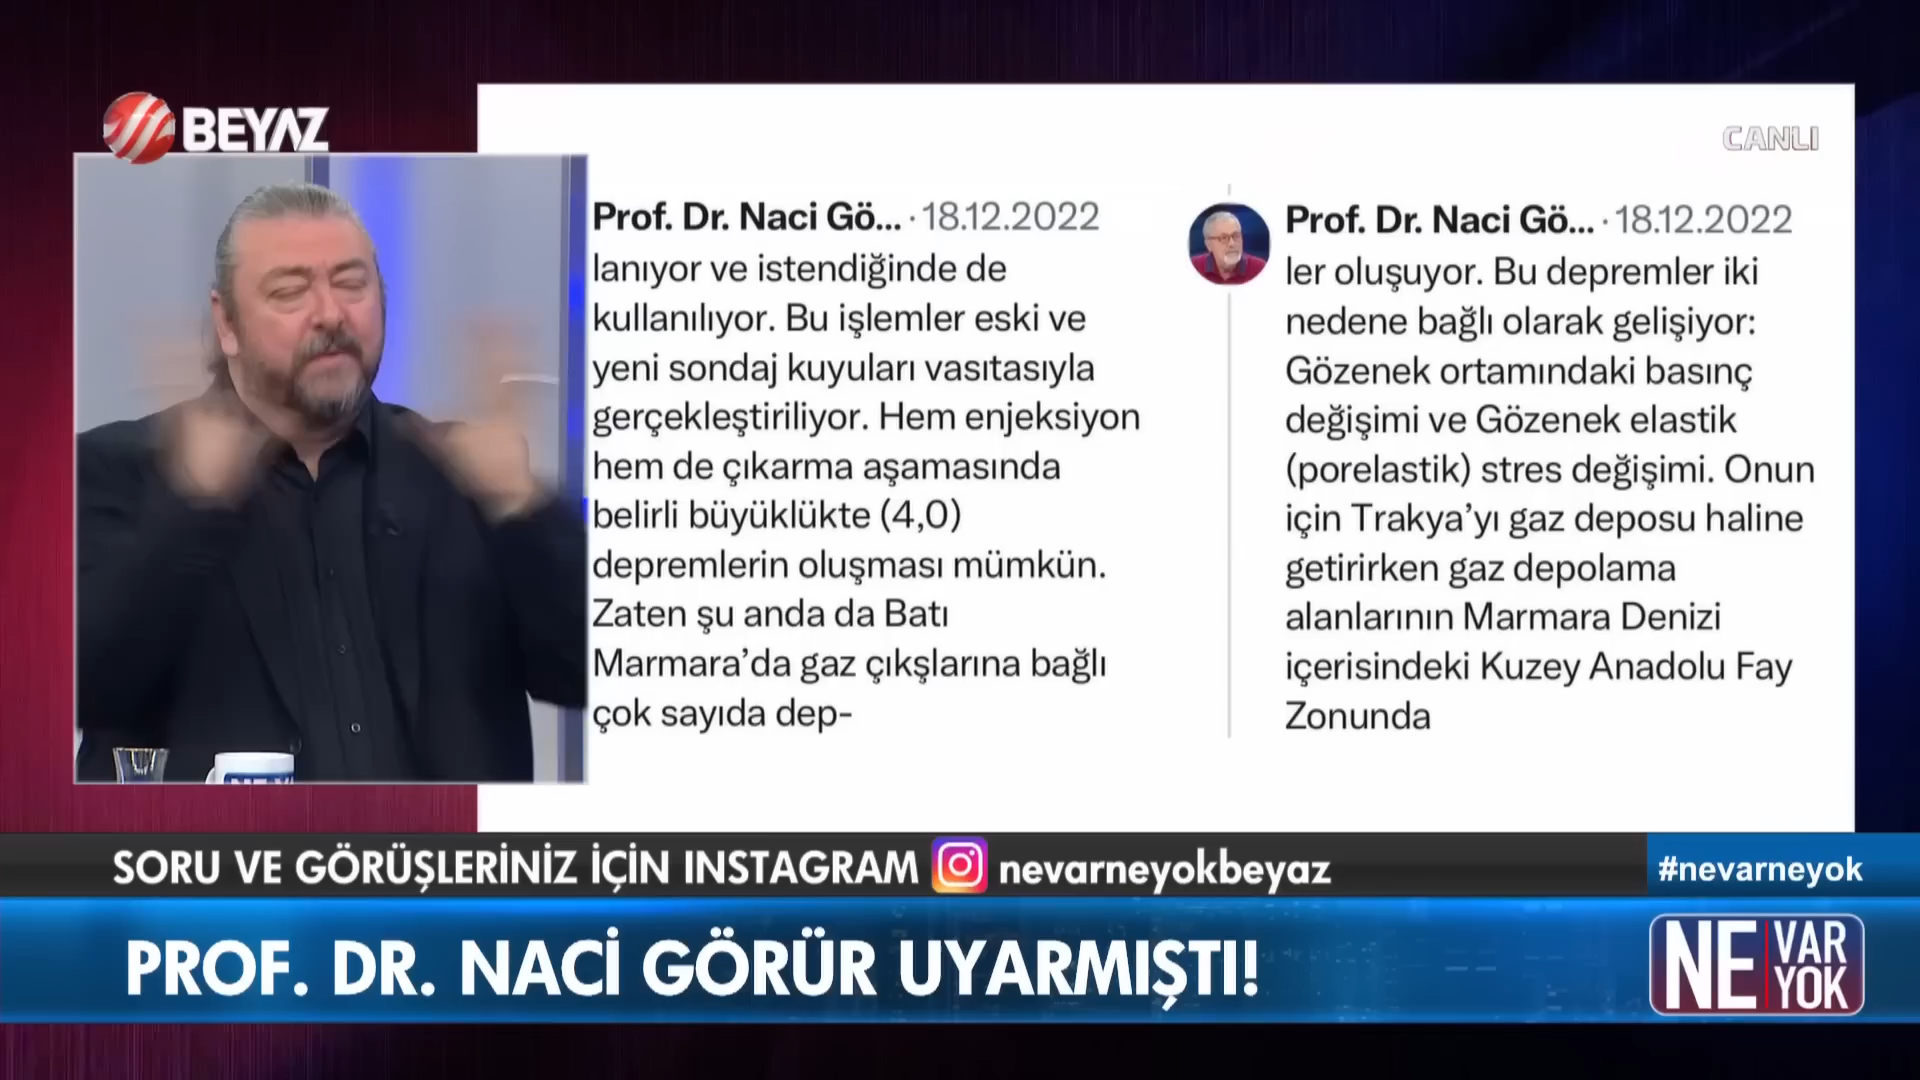 BEYAZ
CANLI
Prof. Dr. Naci Gö... · 18.12.2022
lanıyor ve istendiğinde de
kullanılıyor. Bu işlemler eski ve
yeni sondaj kuyuları vasıtasıyla
gerçekleştiriliyor. Hem enjeksiyon
hem de çıkarma aşamasında
belirli büyüklükte (4,0)
depremlerin oluşması mümkün.
Zaten şu anda da Batı
Marmara’da gaz çıkşlarına bağlı
çok sayıda dep-
Prof. Dr. Naci Gö... · 18.12.2022
ler oluşuyor. Bu depremler iki
nedene bağlı olarak gelişiyor:
Gözenek ortamındaki basınç
değişimi ve Gözenek elastik
(porelastik) stres değişimi. Onun
için Trakya’yı gaz deposu haline
getirirken gaz depolama
alanlarının Marmara Denizi
içerisindeki Kuzey Anadolu Fay
Zonunda
SORU VE GÖRÜŞLERİNİZ İÇİN INSTAGRAM nevarneyokbeyaz
#nevarneyok
PROF. DR. NACİ GÖRÜR UYARMIŞTI!
NE VAR YOK